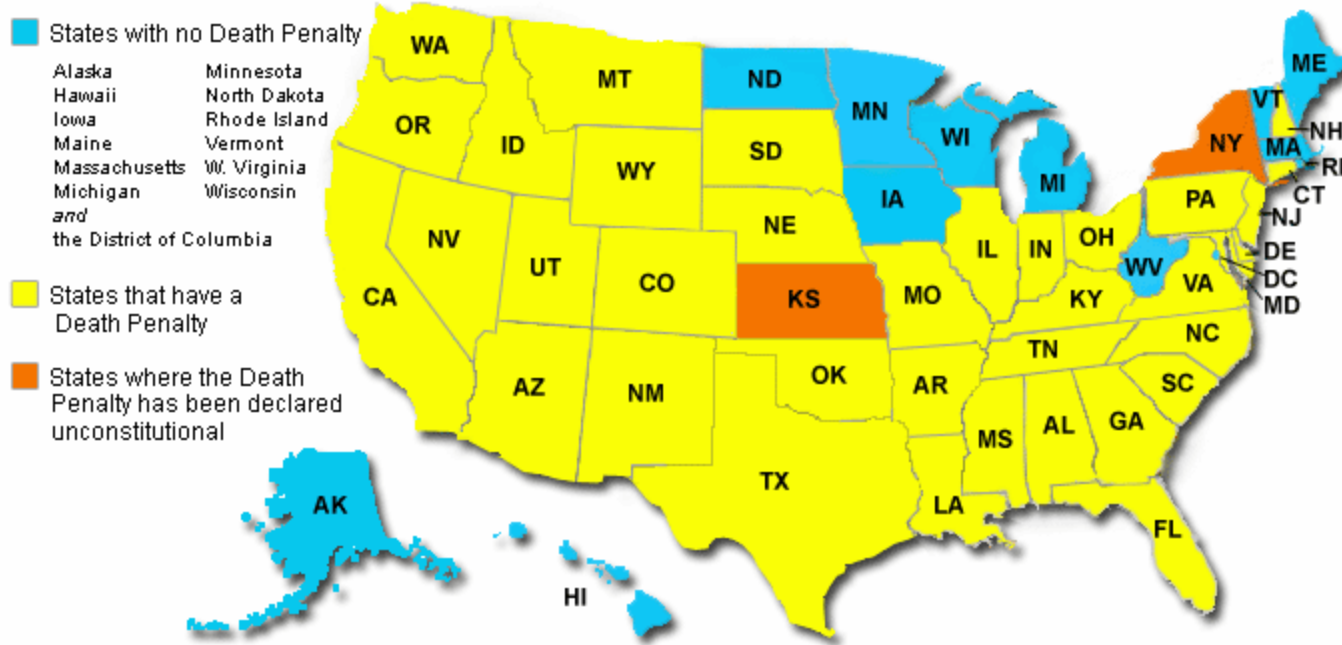 States with no Death Penalty
Alaska Minnesota
Hawaii North Dakota
Iowa Rhode Island
Maine Vermont
Massachusetts W. Virginia
Michigan Wisconsin
and
the District of Columbia
States that have a
Death Penalty
States where the Death
Penalty has been declared
unconstitutional
WA
MT
ND
MN
ME
VT
OR
ID
WY
SD
WI
MI
NY
NH
MA
RI
CT
NV
UT
CO
NE
IA
IL
IN
OH
PA
NJ
DE
DC
MD
CA
KS
MO
KY
WV
VA
AZ
NM
OK
AR
TN
NC
SC
TX
LA
MS
AL
GA
FL
AK
HI